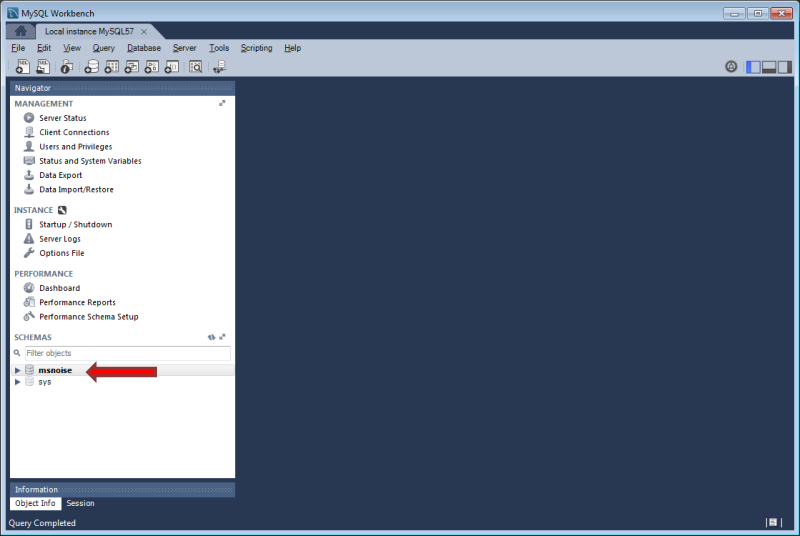 MySQL Workbench
Local instance MySQL57
File Edit View Query Database Server Tools Scripting Help
Navigator
MANAGEMENT
Server Status
Client Connections
Users and Privileges
Status and System Variables
Data Export
Data Import/Restore
INSTANCE
Startup / Shutdown
Server Logs
Options File
PERFORMANCE
Dashboard
Performance Reports
Performance Schema Setup
SCHEMAS
Filter objects
msnoise
sys
Information
Object Info Session
Query Completed